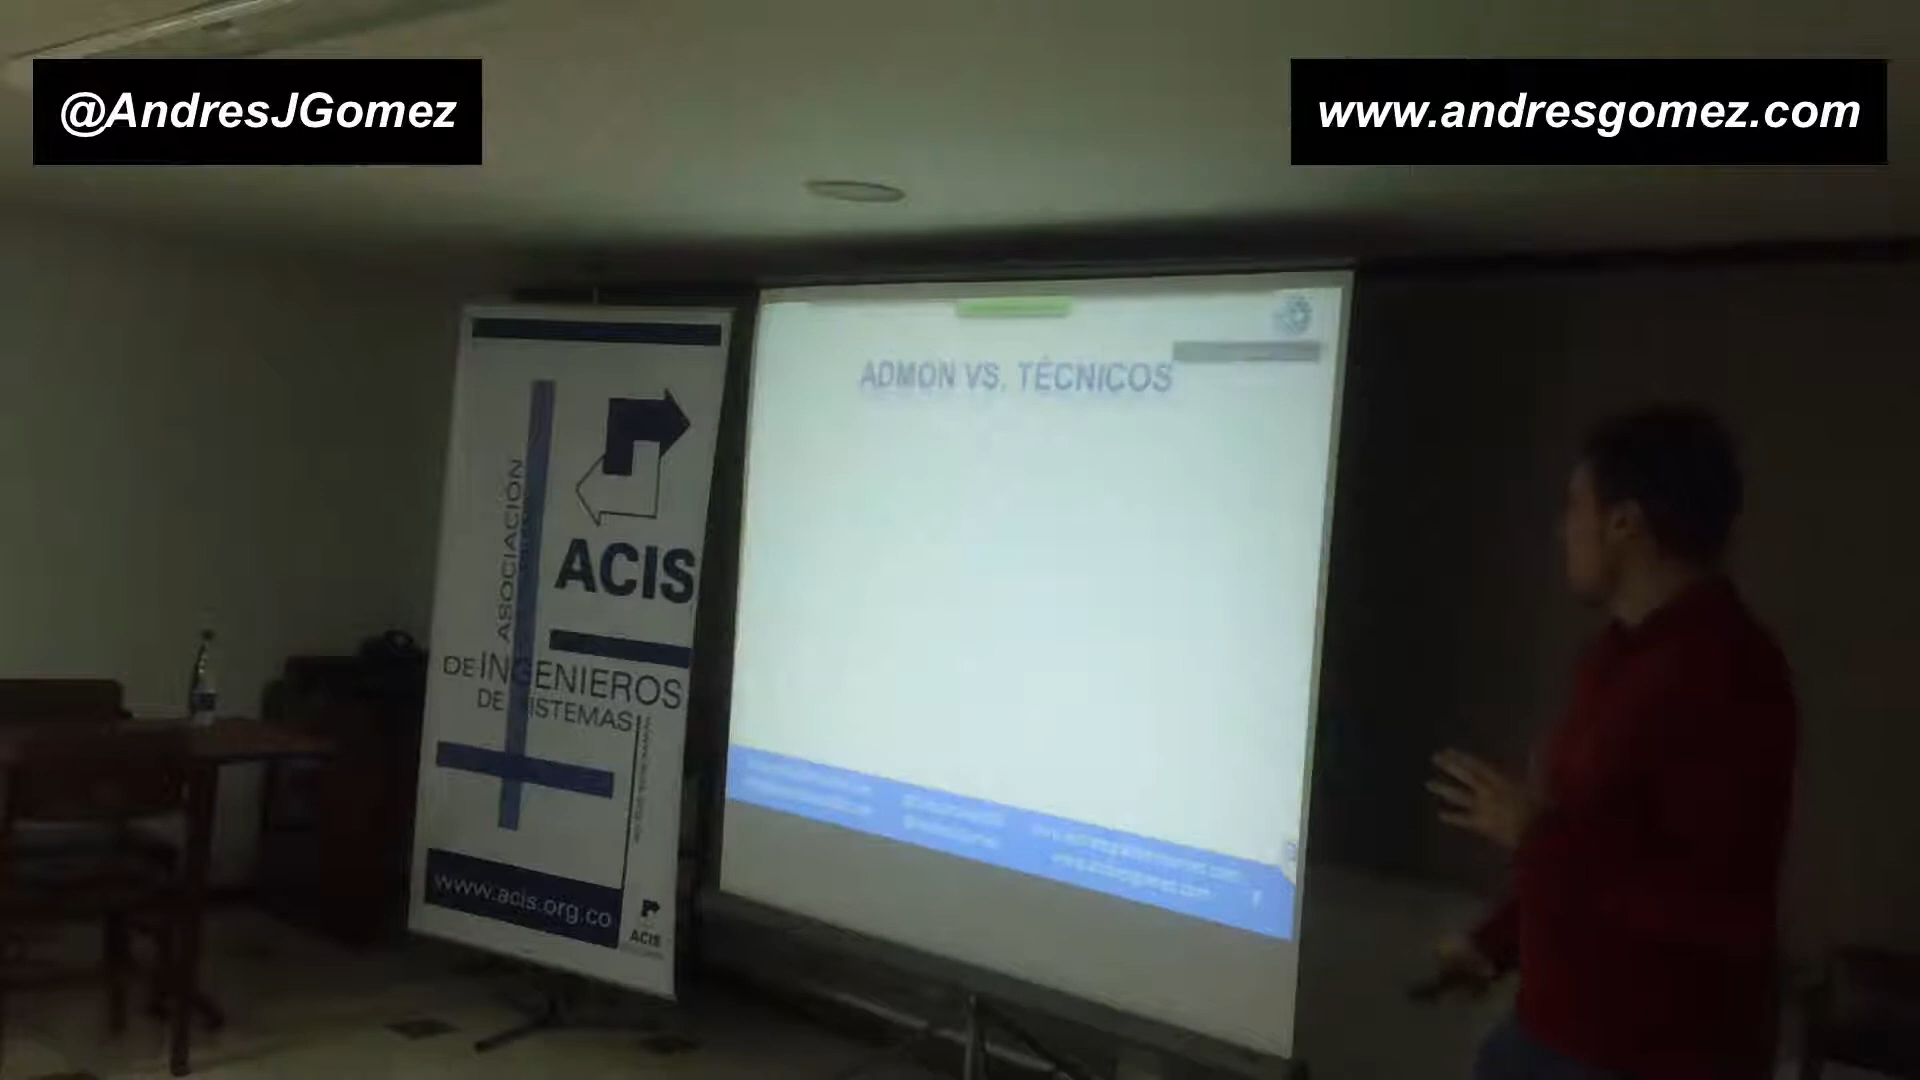 @AndresJGomez
www.andresgomez.com
ADMON VS. TÉCNICOS
ASOCIACIÓN
ACIS
DE INGENIEROS
DE SISTEMAS
www.acis.org.co
ACIS